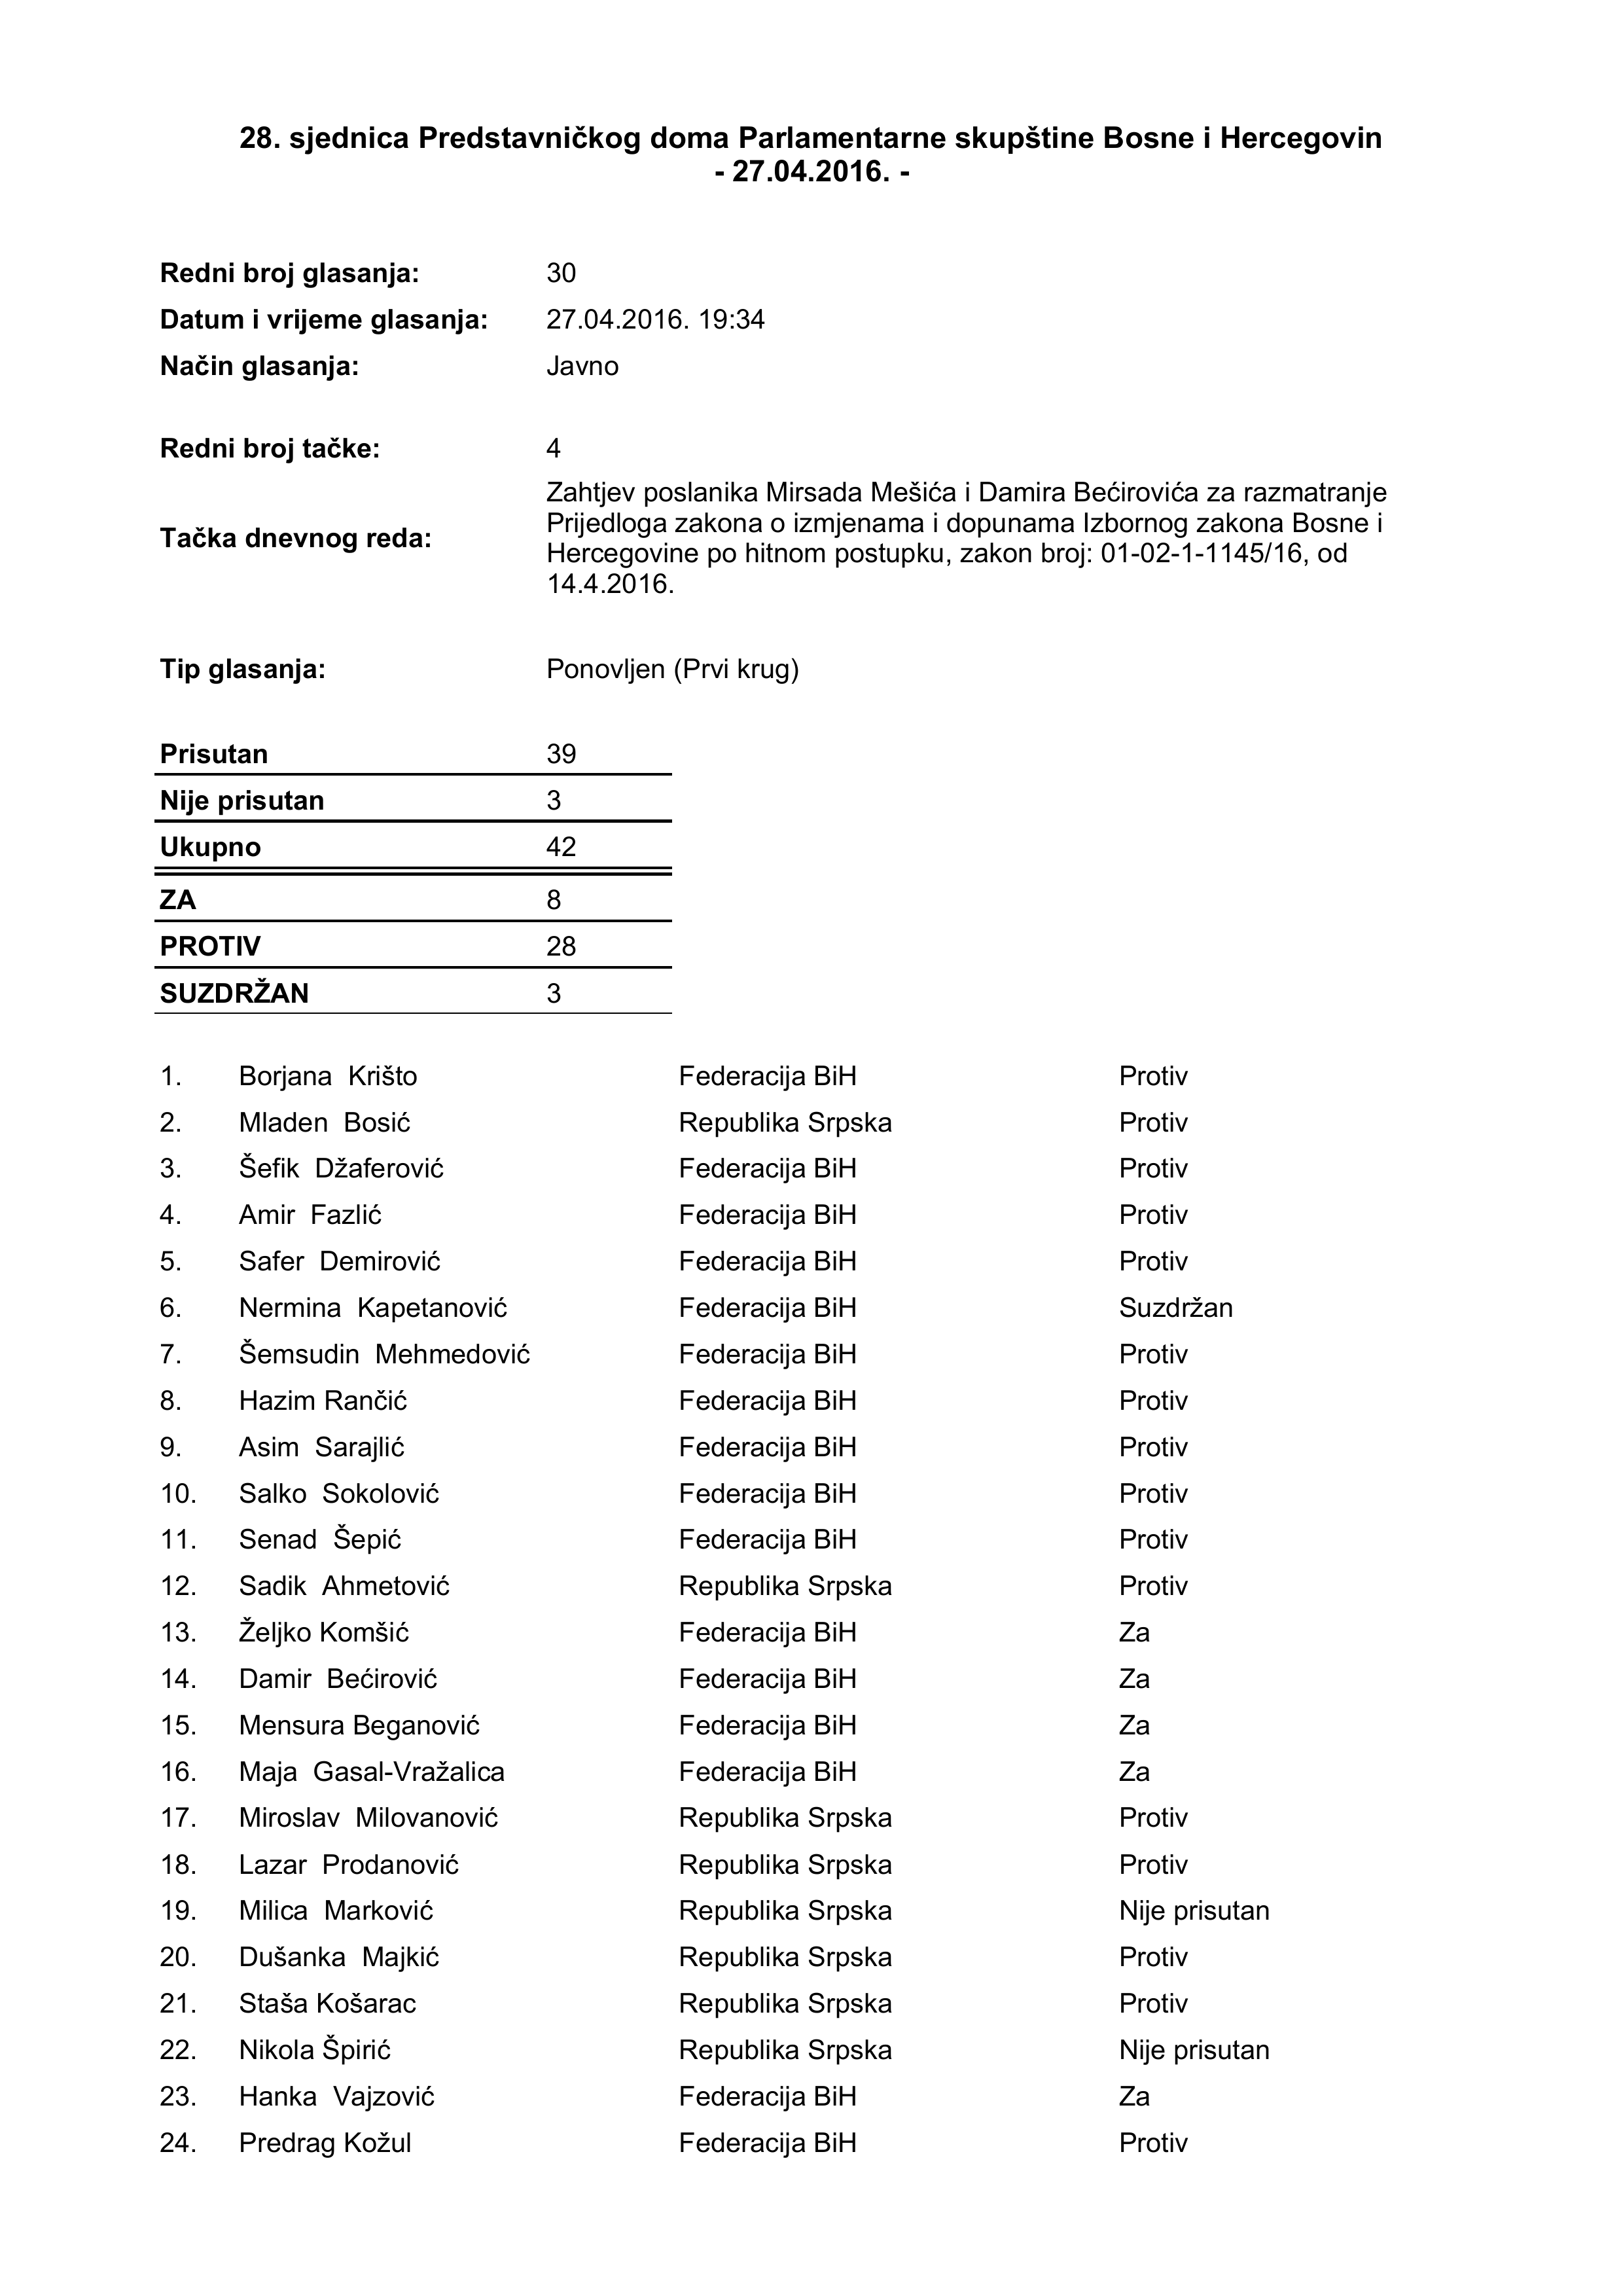 28. sjednica Predstavničkog doma Parlamentarne skupštine Bosne i Hercegovin
- 27.04.2016. -
Redni broj glasanja: 30
Datum i vrijeme glasanja: 27.04.2016. 19:34
Način glasanja: Javno
Redni broj tačke: 4
Tačka dnevnog reda: Zahtjev poslanika Mirsada Mešića i Damira Bećirovića za razmatranje
Prijedloga zakona o izmjenama i dopunama Izbornog zakona Bosne i
Hercegovine po hitnom postupku, zakon broj: 01-02-1-1145/16, od
14.4.2016.
Tip glasanja: Ponovljen (Prvi krug)
Prisutan 39
Nije prisutan 3
Ukupno 42
ZA 8
PROTIV 28
SUZDRŽAN 3
1. Borjana Krišto Federacija BiH Protiv
2. Mladen Bosić Republika Srpska Protiv
3. Šefik Džaferović Federacija BiH Protiv
4. Amir Fazlić Federacija BiH Protiv
5. Safer Demirović Federacija BiH Protiv
6. Nermina Kapetanović Federacija BiH Suzdržan
7. Šemsudin Mehmedović Federacija BiH Protiv
8. Hazim Rančić Federacija BiH Protiv
9. Asim Sarajlić Federacija BiH Protiv
10. Salko Sokolović Federacija BiH Protiv
11. Senad Šepić Federacija BiH Protiv
12. Sadik Ahmetović Republika Srpska Protiv
13. Željko Komšić Federacija BiH Za
14. Damir Bećirović Federacija BiH Za
15. Mensura Beganović Federacija BiH Za
16. Maja Gasal-Vražalica Federacija BiH Za
17. Miroslav Milovanović Republika Srpska Protiv
18. Lazar Prodanović Republika Srpska Protiv
19. Milica Marković Republika Srpska Nije prisutan
20. Dušanka Majkić Republika Srpska Protiv
21. Staša Košarac Republika Srpska Protiv
22. Nikola Špirić Republika Srpska Nije prisutan
23. Hanka Vajzović Federacija BiH Za
24. Predrag Kožul Federacija BiH Protiv